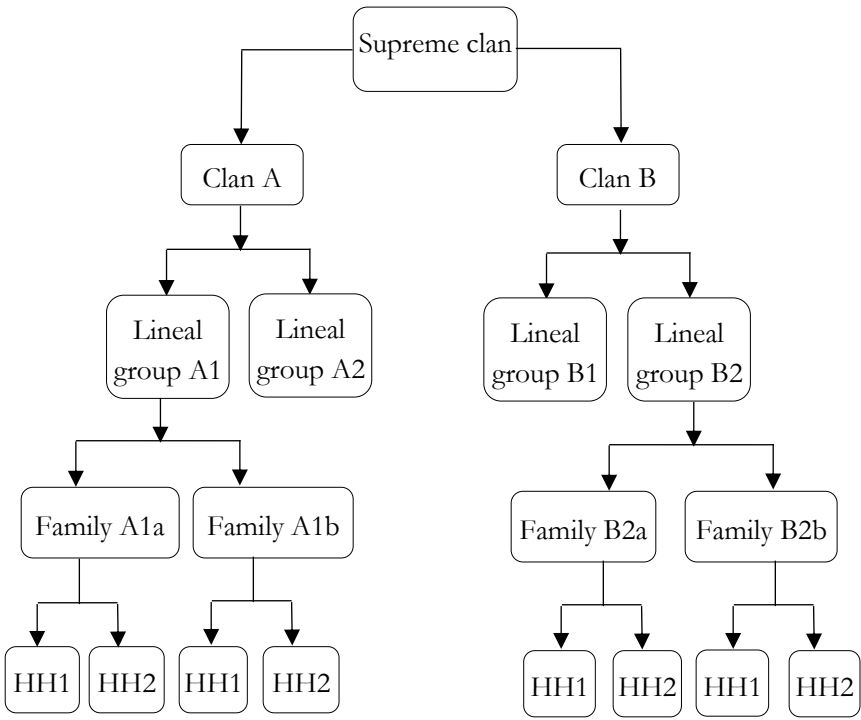 Supreme clan
Clan A
Clan B
Lineal
group A1
Lineal
group A2
Lineal
group B1
Lineal
group B2
Family A1a
Family A1b
Family B2a
Family B2b
HH1
HH2
HH1
HH2
HH1
HH2
HH1
HH2